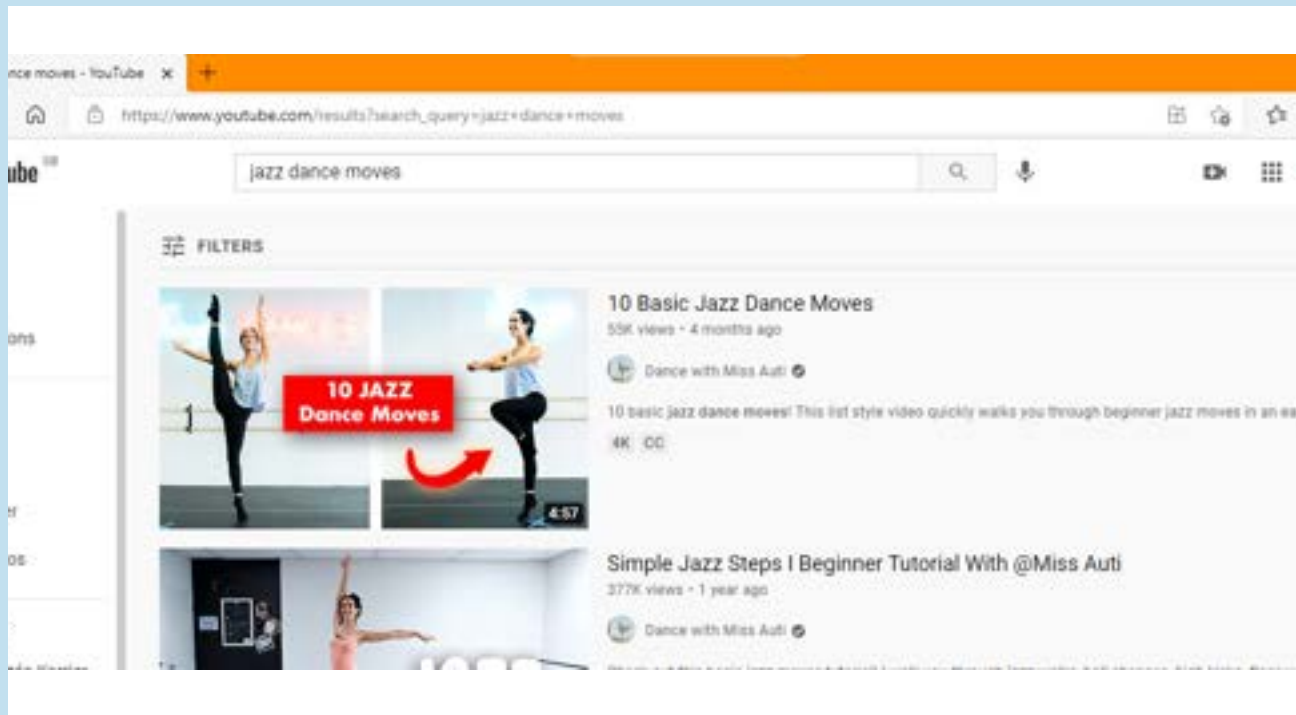 nce moves - YouTube
https://www.youtube.com/results?search_query=jazz+dance+moves
ube GB
jazz dance moves
FILTERS
ons
er
os
10 JAZZ
Dance Moves
4:57
10 Basic Jazz Dance Moves
55K views • 4 months ago
Dance with Miss Auti
10 basic jazz dance moves! This list style video quickly walks you through beginner jazz moves in an ea
4K CC
Simple Jazz Steps I Beginner Tutorial With @Miss Auti
377K views • 1 year ago
Dance with Miss Auti